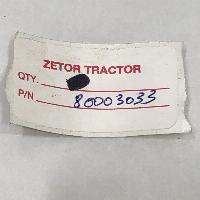 ZETOR TRACTOR
QTY.
P/N 80003033